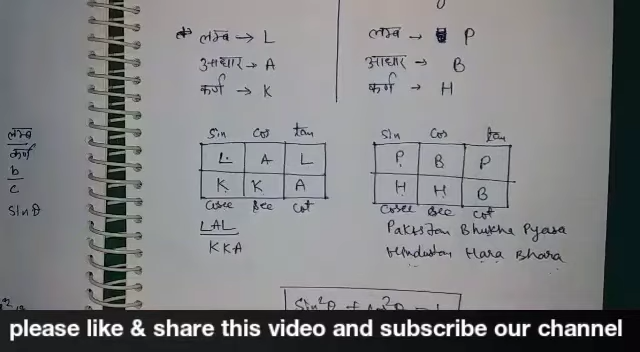 लम्ब → L
आधार → A
कर्ण → K
लम्ब → P
आधार → B
कर्ण → H
लम्ब
कर्ण
b
c
sinθ
sin cos tan
L A L
K K A
cosec sec cot
LAL
KKA
sin cos tan
P B P
H H B
cosec sec cot
Pakistan Bhukha Pyasa
Hindustan Hara Bhara
please like & share this video and subscribe our channel